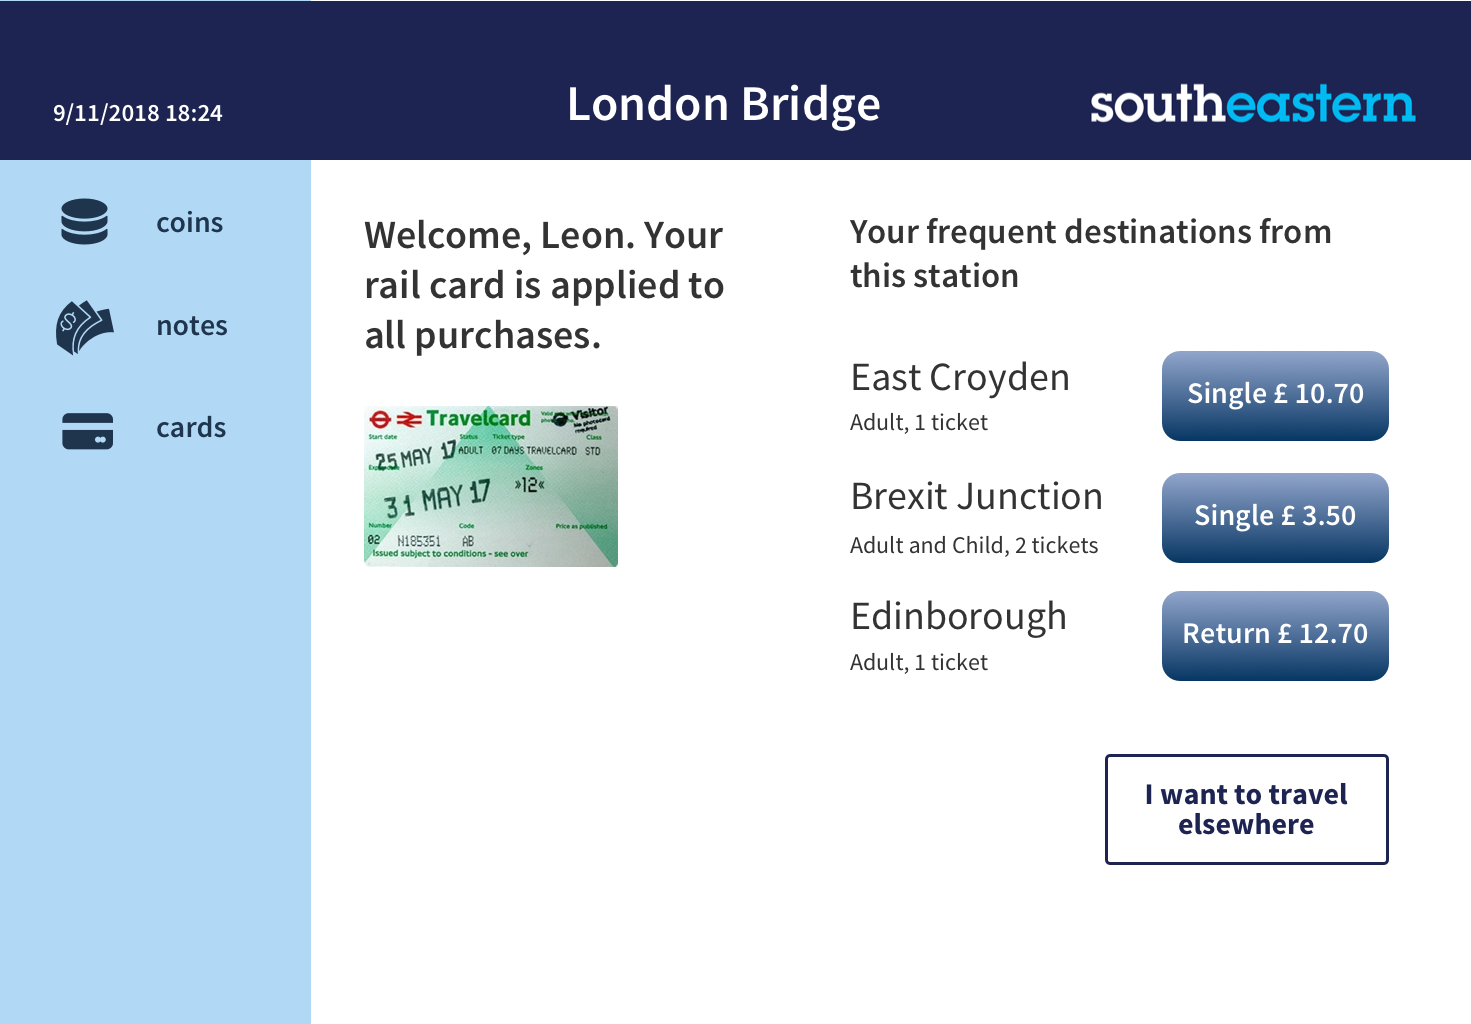 9/11/2018 18:24
London Bridge
southeastern
coins
notes
cards
Welcome, Leon. Your
rail card is applied to
all purchases.
Travelcard
Visitor
No photocard
required
Start date
Status
Ticket type
Class
25 MAY 17
ADULT
07 DAYS TRAVELCARD
STD
Zones
31 MAY 17
»12«
Number
Code
Price as published
02
N185351
AB
Issued subject to conditions - see over
Your frequent destinations from
this station
East Croyden
Adult, 1 ticket
Single £ 10.70
Brexit Junction
Adult and Child, 2 tickets
Single £ 3.50
Edinborough
Adult, 1 ticket
Return £ 12.70
I want to travel
elsewhere